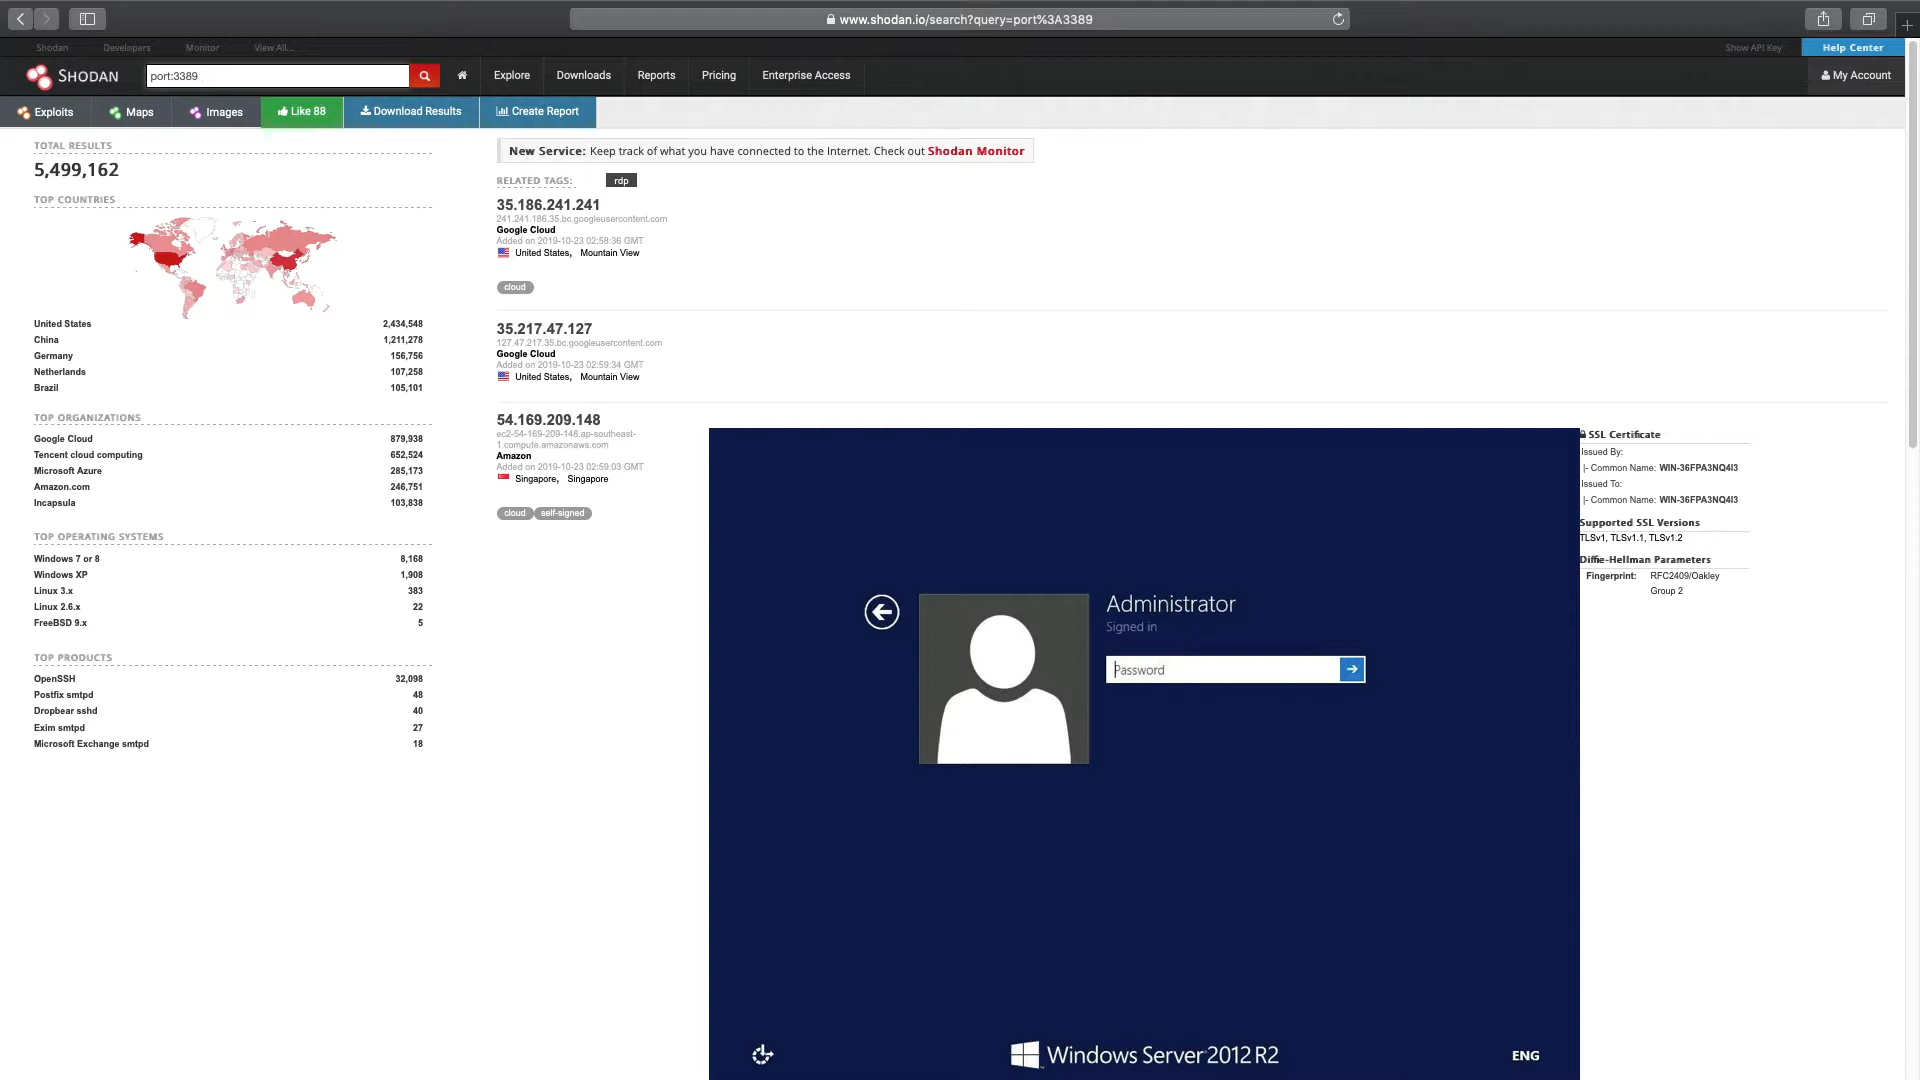 www.shodan.io/search?query=port%3A3389
Shodan Developers Monitor View All... Show API Key Help Center
SHODAN port:3389 Explore Downloads Reports Pricing Enterprise Access My Account
Exploits Maps Images Like 88 Download Results Create Report
TOTAL RESULTS
5,499,162
TOP COUNTRIES
United States 2,434,548
China 1,211,278
Germany 156,756
Netherlands 107,258
Brazil 105,101
TOP ORGANIZATIONS
Google Cloud 879,938
Tencent cloud computing 652,524
Microsoft Azure 285,173
Amazon.com 246,751
Incapsula 103,838
TOP OPERATING SYSTEMS
Windows 7 or 8 8,168
Windows XP 1,908
Linux 3.x 383
Linux 2.6.x 22
FreeBSD 9.x 5
TOP PRODUCTS
OpenSSH 32,098
Postfix smtpd 48
Dropbear sshd 40
Exim smtpd 27
Microsoft Exchange smtpd 18
New Service: Keep track of what you have connected to the Internet. Check out Shodan Monitor
RELATED TAGS: rdp
35.186.241.241
241.241.186.35.bc.googleusercontent.com
Google Cloud
Added on 2019-10-23 02:58:36 GMT
United States, Mountain View
cloud
35.217.47.127
127.47.217.35.bc.googleusercontent.com
Google Cloud
Added on 2019-10-23 02:59:34 GMT
United States, Mountain View
54.169.209.148
ec2-54-169-209-148.ap-southeast-
1.compute.amazonaws.com
Amazon
Added on 2019-10-23 02:59:03 GMT
Singapore, Singapore
cloud self-signed
Administrator
Signed in
Password
Windows Server 2012 R2
ENG
SSL Certificate
Issued By:
|- Common Name: WIN-36FPA3NQ4I3
Issued To:
|- Common Name: WIN-36FPA3NQ4I3
Supported SSL Versions
TLSv1, TLSv1.1, TLSv1.2
Diffie-Hellman Parameters
Fingerprint: RFC2409/Oakley
Group 2